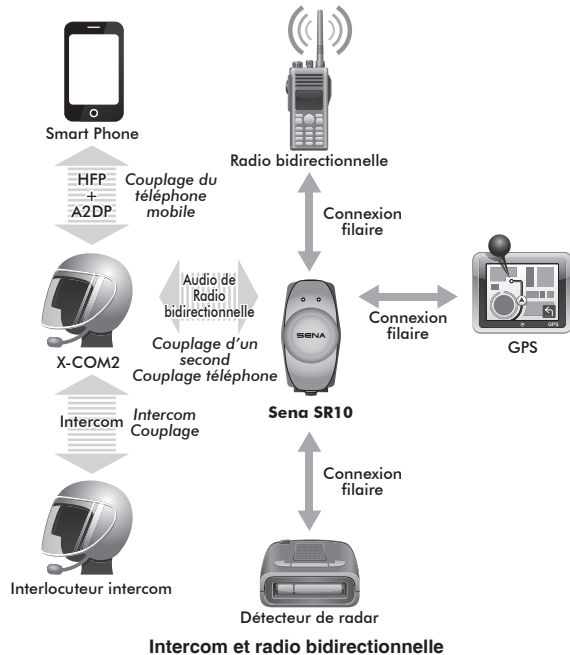 Smart Phone
Radio bidirectionnelle
HFP
+
A2DP
Couplage du
téléphone
mobile
Connexion
filaire
Audio de
Radio
bidirectionnelle
Couplage d'un
second
Couplage téléphone
X-COM2
SENA
Sena SR10
Connexion
filaire
GPS
GPS
Intercom
Intercom
Couplage
Connexion
filaire
Interlocuteur intercom
Détecteur de radar
Intercom et radio bidirectionnelle